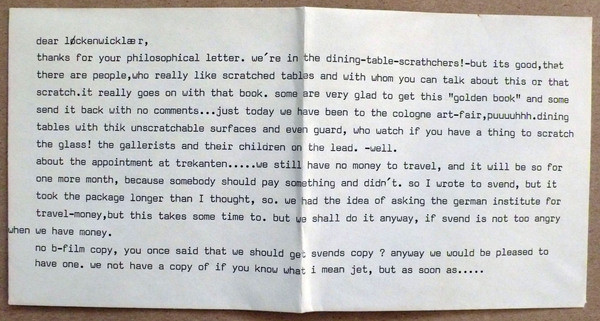 dear løckenwicklær,
thanks for your philosophical letter. we're in the dining-table-scrathchers!-but its good,that
there are people,who really like scratched tables and with whom you can talk about this or that
scratch.it really goes on with that book. some are very glad to get this "golden book" and some
send it back with no comments...just today we have been to the cologne art-fair,puuuuhhh.dining
tables with thik unscratchable surfaces and even guard, who watch if you have a thing to scratch
the glass! the gallerists and their children on the lead. -well.
about the appointment at trekanten.....we still have no money to travel, and it will be so for
one more month, because somebody should pay something and didn't. so I wrote to svend, but it
took the package longer than I thought, so. we had the idea of asking the german institute for
travel-money,but this takes some time to. but we shall do it anyway, if svend is not too angry
when we have money.
no b-film copy, you once said that we should get svends copy ? anyway we would be pleased to
have one. we not have a copy of if you know what i mean jet, but as soon as.....